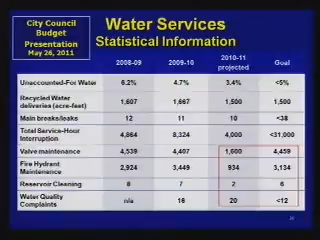 City Council
Budget
Presentation
May 26, 2011
Water Services
Statistical Information
2008-09 2009-10 2010-11 projected Goal
Unaccounted-For Water 6.2% 4.7% 3.4% <5%
Recycled Water deliveries (acre-feet) 1,607 1,667 1,500 1,500
Main breaks/leaks 12 11 10 <38
Total Service-Hour Interruption 4,864 8,324 4,000 <31,000
Valve maintenance 4,539 4,407 1,600 4,459
Fire Hydrant Maintenance 2,924 3,449 934 3,134
Reservoir Cleaning 8 7 2 6
Water Quality Complaints n/a 16 20 <12